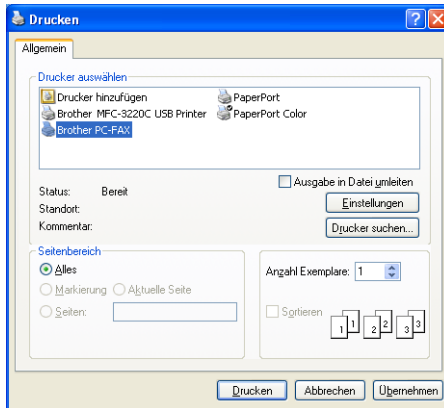 Drucken
Allgemein
Drucker auswählen
Drucker hinzufügen
PaperPort
Brother MFC-3220C USB Printer
PaperPort Color
Brother PC-FAX
Status: Bereit
Ausgabe in Datei umleiten
Standort:
Einstellungen
Kommentar:
Drucker suchen...
Seitenbereich
Alles
Anzahl Exemplare: 1
Markierung Aktuelle Seite
Seiten:
Sortieren
1 1 2 2 3 3
Drucken Abbrechen Übernehmen